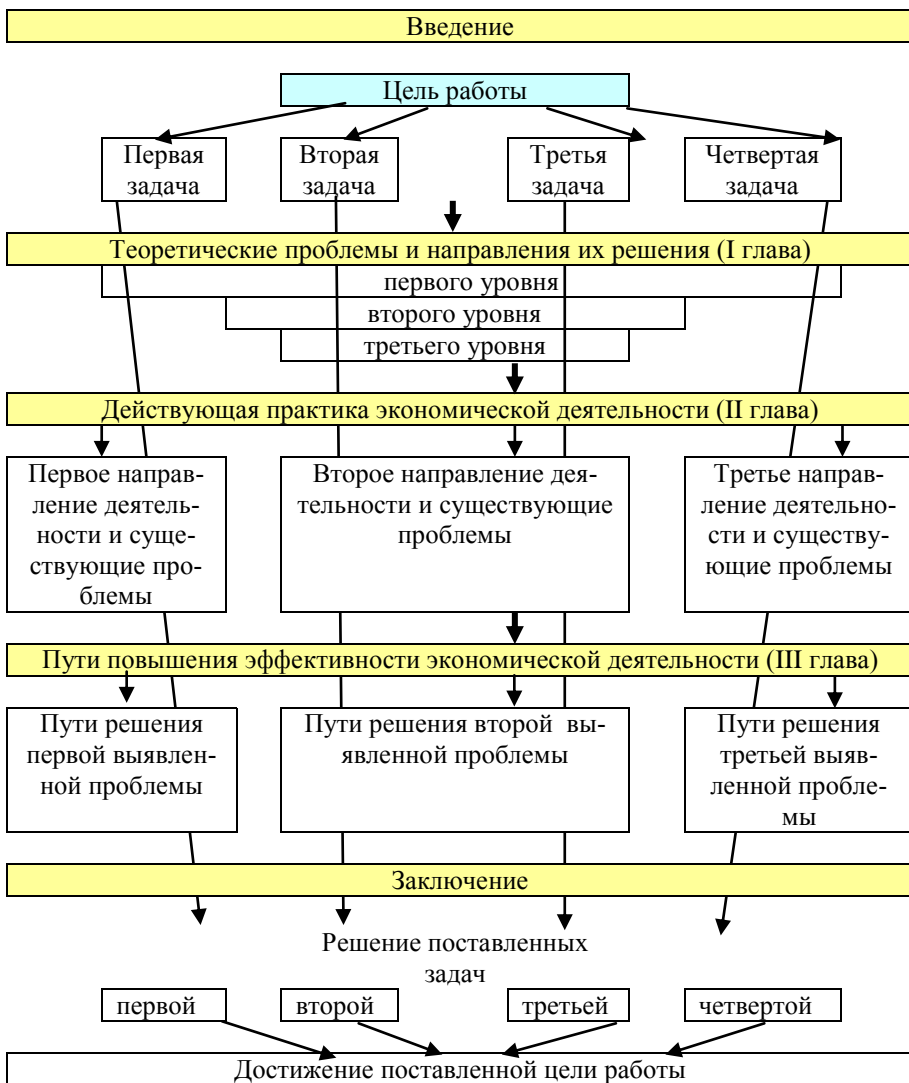 Введение
Цель работы
Первая
задача
Вторая
задача
Третья
задача
Четвертая
задача
Теоретические проблемы и направления их решения (I глава)
первого уровня
второго уровня
третьего уровня
Действующая практика экономической деятельности (II глава)
Первое направ-
ление деятель-
ности и суще-
ствующие про-
блемы
Второе направление дея-
тельности и существующие
проблемы
Третье направ-
ление деятельно-
сти и существу-
ющие проблемы
Пути повышения эффективности экономической деятельности (III глава)
Пути решения
первой выявлен-
ной проблемы
Пути решения второй вы-
явленной проблемы
Пути решения
третьей выяв-
ленной пробле-
мы
Заключение
Решение поставленных
задач
первой
второй
третьей
четвертой
Достижение поставленной цели работы